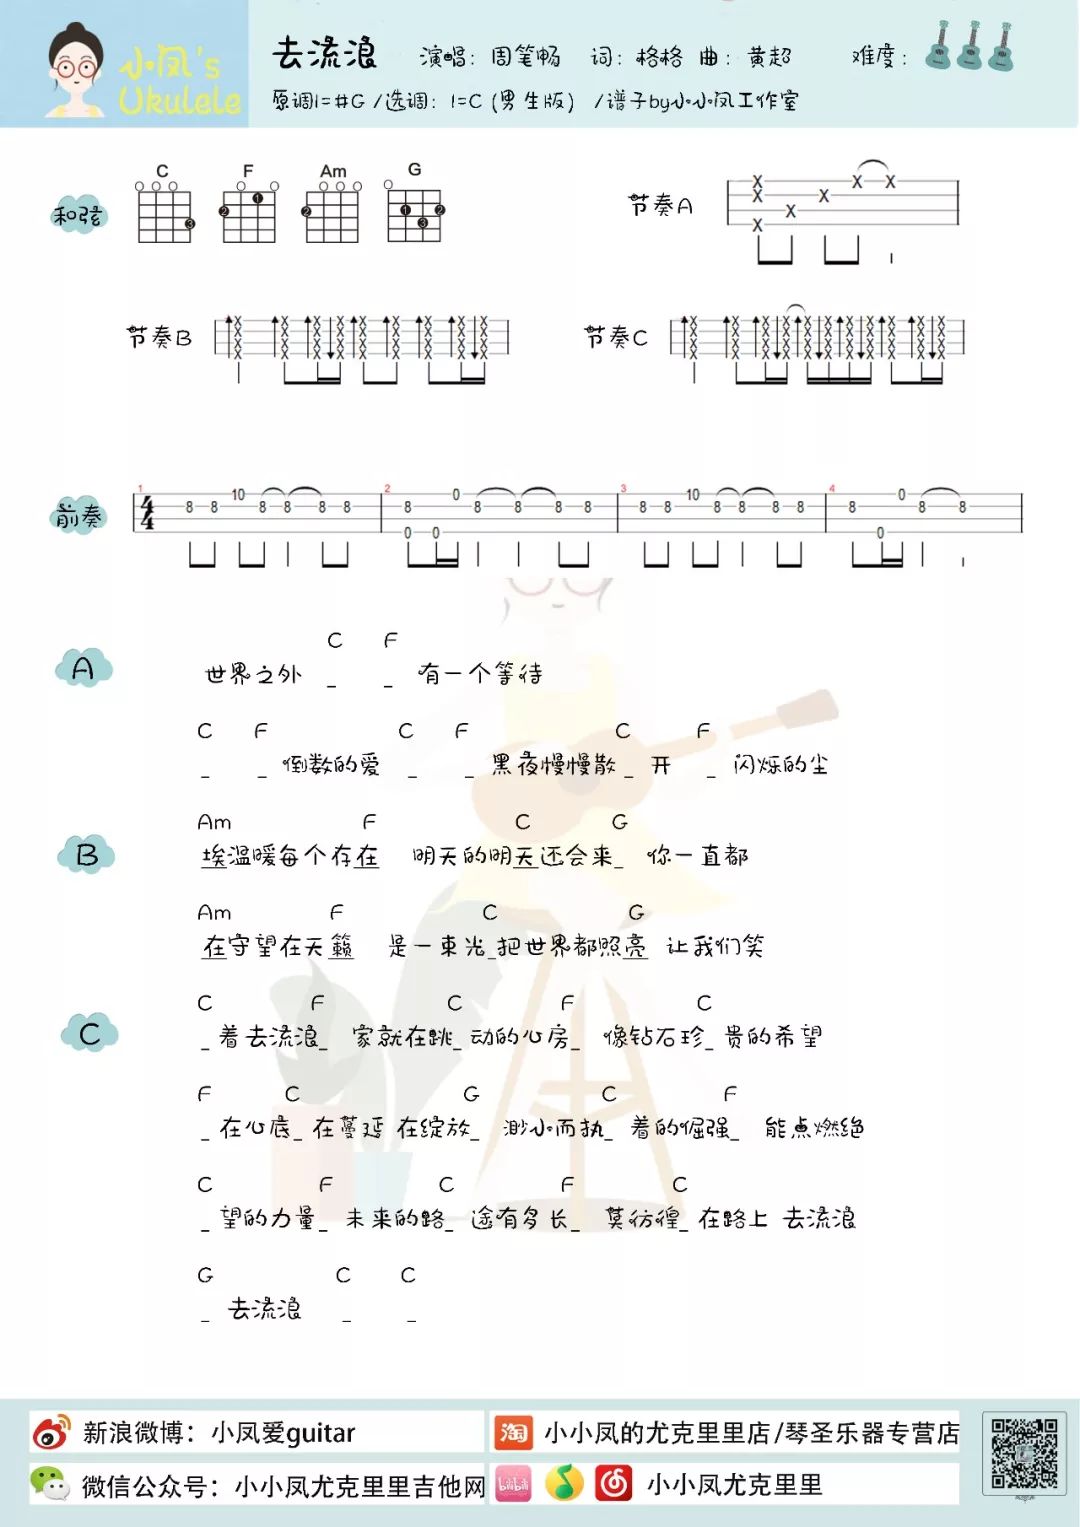 小凤's Ukulele
去流浪 演唱：周笔畅 词：格格 曲：黄超 难度：
原调1=#G /选调：1=C (男生版) /谱子by小小凤工作室
和弦 C F Am G 节奏A
3 2 1 2 1 3 2
节奏B 节奏C
前奏
1 2 3 4
4/4 8 8 10 8 8 8 8 8 0 0 0 8 8 8 8 8 8 10 8 8 8 8 8 0 0 8 8
C F
A 世界之外 _ _ 有一个等待
C F C F C F
_ _ 倒数的爱 _ _ 黑夜慢慢散_ 开 _ 闪烁的尘
Am F C G
B 埃温暖每个存在 明天的明天还会来_ 你一直都
Am F C G
在守望在天籁 是一束光_把世界都照亮 让我们笑
C F C F C
C _着去流浪_ 家就在跳_动的心房_ 像钻石珍_贵的希望
F C G C F
_在心底_在蔓延在绽放_ 渺小而执_着的倔强_ 能点燃绝
C F C F C
_望的力量_ 未来的路_途有多长_ 莫彷徨_在路上 去流浪
G C C
_ 去流浪 _ _
新浪微博：小凤爱guitar
淘 小小凤的尤克里里店/琴圣乐器专营店
微信公众号：小小凤尤克里里吉他网
bilibili 小小凤尤克里里